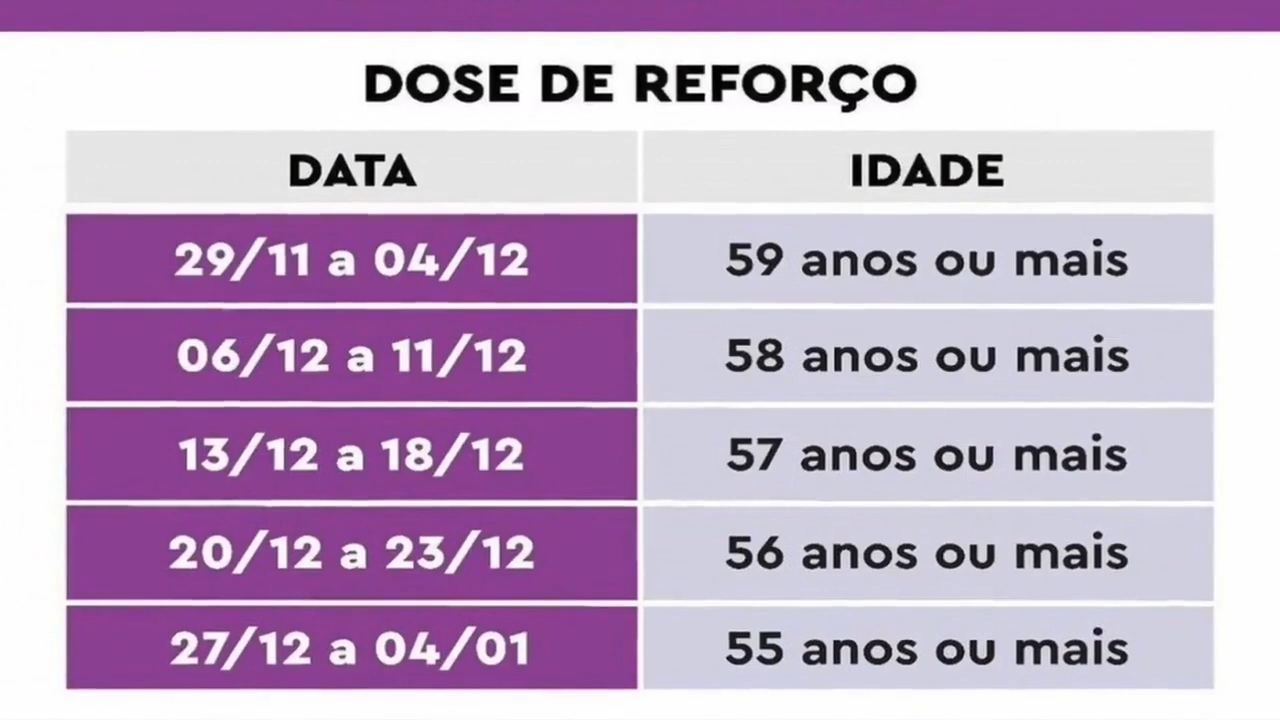 DOSE DE REFORÇO
DATA IDADE
29/11 a 04/12 59 anos ou mais
06/12 a 11/12 58 anos ou mais
13/12 a 18/12 57 anos ou mais
20/12 a 23/12 56 anos ou mais
27/12 a 04/01 55 anos ou mais